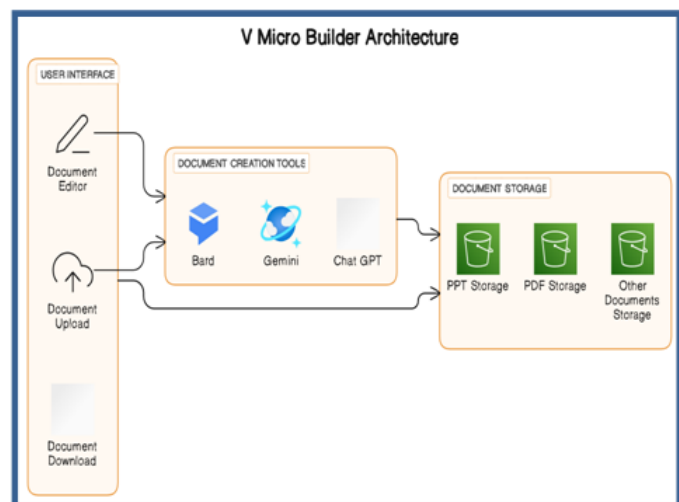 V Micro Builder Architecture
USER INTERFACE
Document
Editor
Document
Upload
Document
Download
DOCUMENT CREATION TOOLS
Bard
Gemini
Chat GPT
DOCUMENT STORAGE
PPT Storage
PDF Storage
Other
Documents
Storage